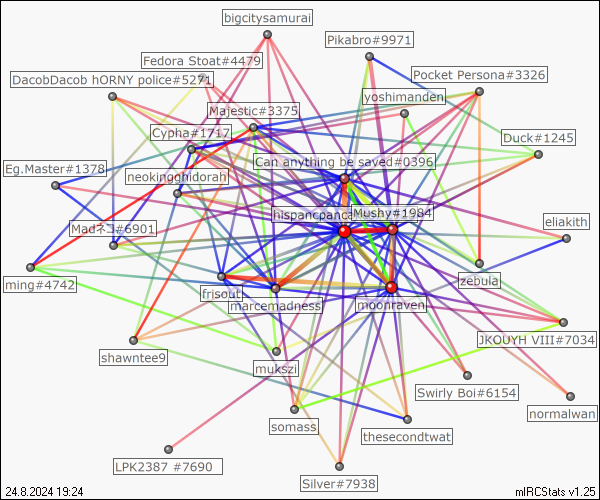 bigcitysamurai
Pikabro#9971
Fedora Stoat#4479
DacobDacob hORNY police#5271
Pocket Persona#3326
yoshimanden
Majestic#3375
Cypha#1717
Duck#1245
Can anything be saved#0396
Eg.Master#1378
neokingghidorah
hispancpanc
Mushy#1984
eliakith
Madネコ#6901
ming#4742
zebula
frisout
marcemadness
moonraven
JKOUYH VIII#7034
shawntee9
mukszi
Swirly Boi#6154
normalwan
somass
thesecondtwat
LPK2387 #7690
Silver#7938
24.8.2024 19:24
mIRCStats v1.25